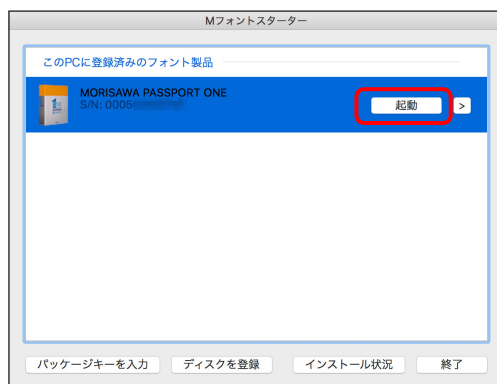 Mフォントスターター
このPCに登録済みのフォント製品
MORISAWA PASSPORT ONE
S/N: 0005
起動
>
パッケージキーを入力 ディスクを登録 インストール状況 終了